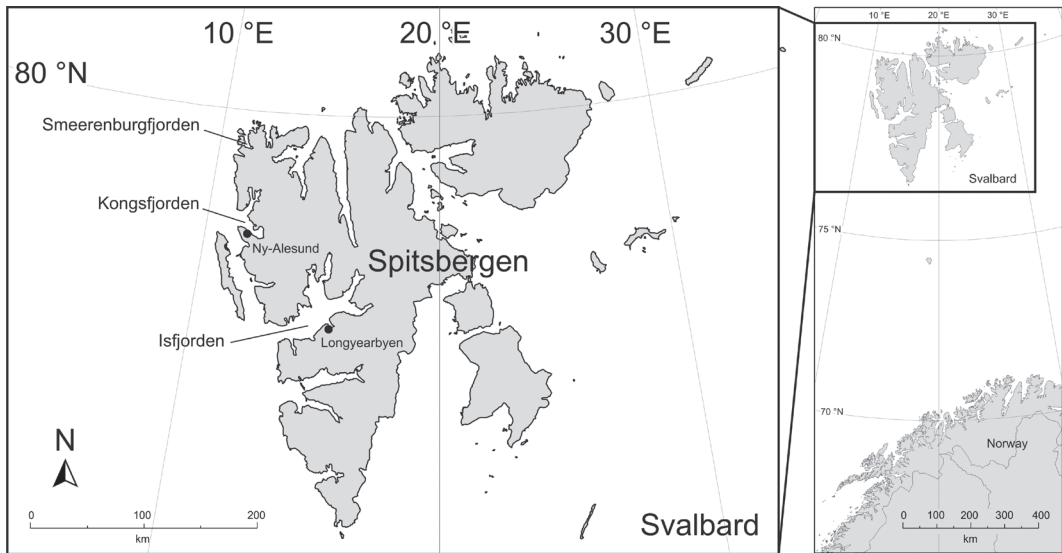 10 °E
20 °E
30 °E
80 °N
Smeerenburgfjorden
Kongsfjorden
Ny-Alesund
Spitsbergen
Isfjorden
Longyearbyen
N
0 100 200
km
Svalbard
10 °E 20 °E 30 °E
80 °N
Svalbard
75 °N
70 °N
Norway
0 100 200 300 400
km